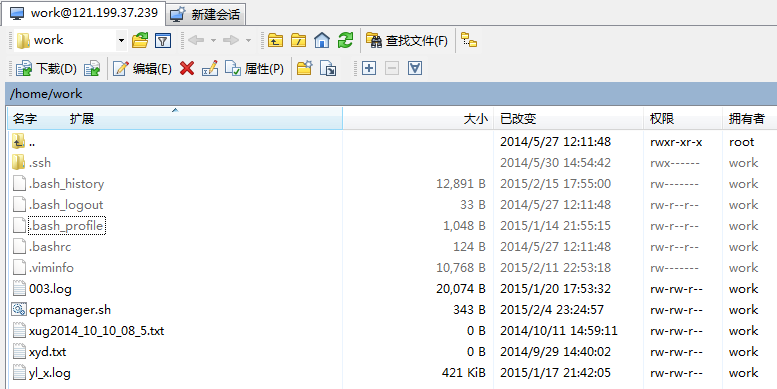 work@121.199.37.239 新建会话
work 查找文件(F)
下载(D) 编辑(E) 属性(P)
/home/work
名字 扩展 大小 已改变 权限 拥有者
.. 2014/5/27 12:11:48 rwxr-xr-x root
.ssh 2014/5/30 14:54:42 rwx------ work
.bash_history 12,891 B 2015/2/15 17:55:00 rw------- work
.bash_logout 33 B 2014/5/27 12:11:48 rw-r--r-- work
.bash_profile 1,048 B 2015/1/14 21:55:15 rw-r--r-- work
.bashrc 124 B 2014/5/27 12:11:48 rw-r--r-- work
.viminfo 10,768 B 2015/2/11 22:53:18 rw------- work
003.log 20,074 B 2015/1/20 17:53:32 rw-rw-r-- work
cpmanager.sh 343 B 2015/2/4 23:24:57 rw-rw-r-- work
xug2014_10_10_08_5.txt 0 B 2014/10/11 14:59:11 rw-rw-r-- work
xyd.txt 0 B 2014/9/29 14:40:02 rw-rw-r-- work
yl_x.log 421 KiB 2015/1/17 21:42:05 rw-rw-r-- work